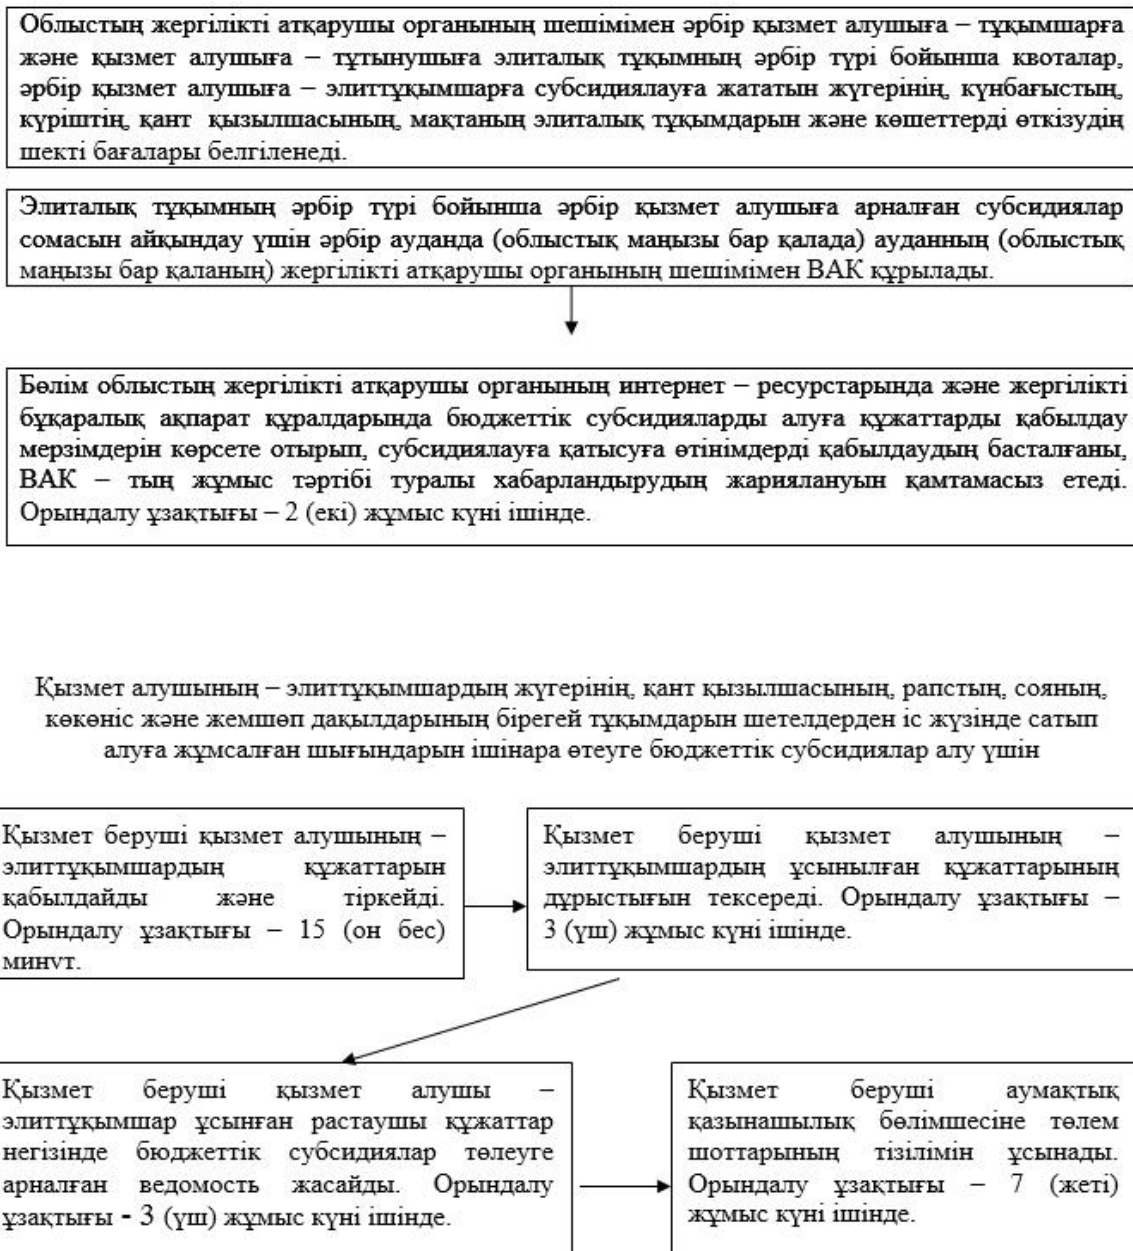 Облыстың жергілікті атқарушы органының шешімімен әрбір қызмет алушыға – тұқымшарға
және қызмет алушыға – тұтынушыға элиталық тұқымның әрбір түрі бойынша квоталар,
әрбір қызмет алушыға – элиттұқымшарға субсидиялауға жататын жүгерінің, күнбағыстың,
күріштің, қант қызылшасының, мақтаның элиталық тұқымдарын және көшеттерді өткізудің
шекті бағалары белгіленеді.
Элиталық тұқымның әрбір түрі бойынша әрбір қызмет алушыға арналған субсидиялар
сомасын айқындау үшін әрбір ауданда (облыстық маңызы бар қалада) ауданның (облыстық
маңызы бар қаланың) жергілікті атқарушы органының шешімімен ВАК құрылады.
Бөлім облыстың жергілікті атқарушы органының интернет – ресурстарында және жергілікті
бұқаралық ақпарат құралдарында бюджеттік субсидияларды алуға құжаттарды қабылдау
мерзімдерін көрсете отырып, субсидиялауға қатысуға өтінімдерді қабылдаудың басталғаны,
ВАК – тың жұмыс тәртібі туралы хабарландырудың жариялануын қамтамасыз етеді.
Орындалу ұзақтығы – 2 (екі) жұмыс күні ішінде.
Қызмет алушының – элиттұқымшардың жүгерінің, қант қызылшасының, рапстың, сояның,
көкөніс және жемшөп дақылдарының бірегей тұқымдарын шетелдерден іс жүзінде сатып
алуға жұмсалған шығындарын ішінара өтеуге бюджеттік субсидиялар алу үшін
Қызмет беруші қызмет алушының –
элиттұқымшардың құжаттарын
қабылдайды және тіркейді.
Орындалу ұзақтығы – 15 (он бес)
минут.
Қызмет беруші қызмет алушының –
элиттұқымшардың ұсынылған құжаттарының
дұрыстығын тексереді. Орындалу ұзақтығы –
3 (үш) жұмыс күні ішінде.
Қызмет беруші қызмет алушы –
элиттұқымшар ұсынған растаушы құжаттар
негізінде бюджеттік субсидиялар төлеуге
арналған ведомость жасайды. Орындалу
ұзақтығы - 3 (үш) жұмыс күні ішінде.
Қызмет беруші аумақтық
қазынашылық бөлімшесіне төлем
шоттарының тізілімін ұсынады.
Орындалу ұзақтығы – 7 (жеті)
жұмыс күні ішінде.